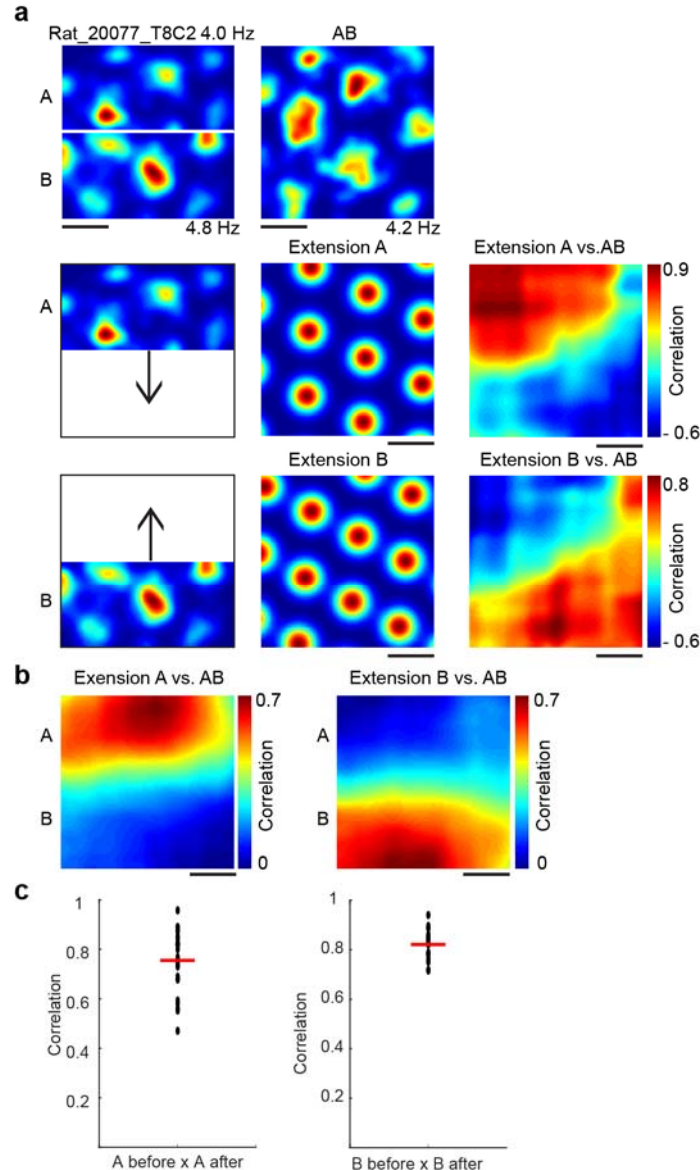 a
Rat_20077_T8C2 4.0 Hz
AB
A
B
4.8 Hz
4.2 Hz
Extension A
Extension A vs.AB
A
0.9
Correlation
- 0.6
Extension B
Extension B vs. AB
B
0.8
Correlation
- 0.6
b
Exension A vs. AB
Extension B vs. AB
A
B
0.7
Correlation
0
A
B
0.7
Correlation
0
c
1
0.8
0.6
0.4
0.2
Correlation
A before x A after
1
0.8
0.6
0.4
0.2
Correlation
B before x B after